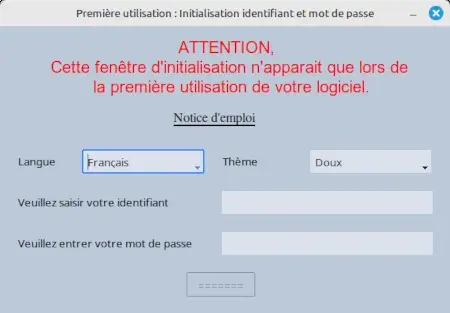 Première utilisation : Initialisation identifiant et mot de passe
ATTENTION,
Cette fenêtre d'initialisation n'apparait que lors de
la première utilisation de votre logiciel.
Notice d'emploi
Langue Français Thème Doux
Veuillez saisir votre identifiant
Veuillez entrer votre mot de passe
=======